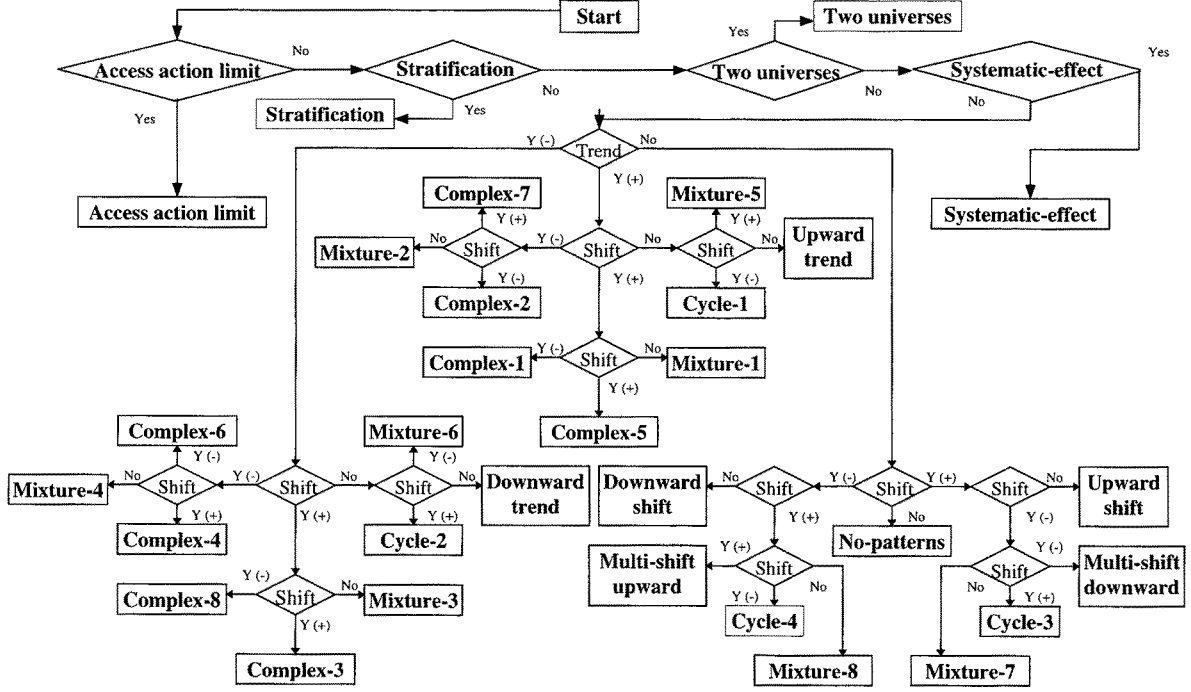 Start
Two universes
Yes
No
Yes
Access action limit
Stratification
Two universes
Systematic-effect
No
No
No
Yes
Yes
Stratification
Y (-)
Trend
No
Y (+)
Access action limit
Systematic-effect
Complex-7
Mixture-5
Y (+)
Y (+)
Mixture-2
No
Shift
Y (-)
Shift
No
Shift
No
Upward
trend
Y (-)
Y (+)
Y (-)
Complex-2
Cycle-1
Complex-1
Y (-)
Shift
No
Mixture-1
Y (+)
Complex-5
Complex-6
Mixture-6
Y (-)
Y (-)
Mixture-4
No
Shift
Y (-)
Shift
No
Shift
No
Downward
trend
Y (+)
Y (+)
Y (+)
Complex-4
Cycle-2
Y (-)
Complex-8
Shift
No
Mixture-3
Y (+)
Complex-3
Downward
shift
No
Shift
Y (-)
Shift
Y (+)
Shift
No
Upward
shift
Y (+)
No
Y (-)
No-patterns
Multi-shift
upward
Y (+)
Shift
Y (-)
No
Cycle-4
Mixture-8
Y (-)
Shift
No
Y (+)
Multi-shift
downward
Cycle-3
Mixture-7